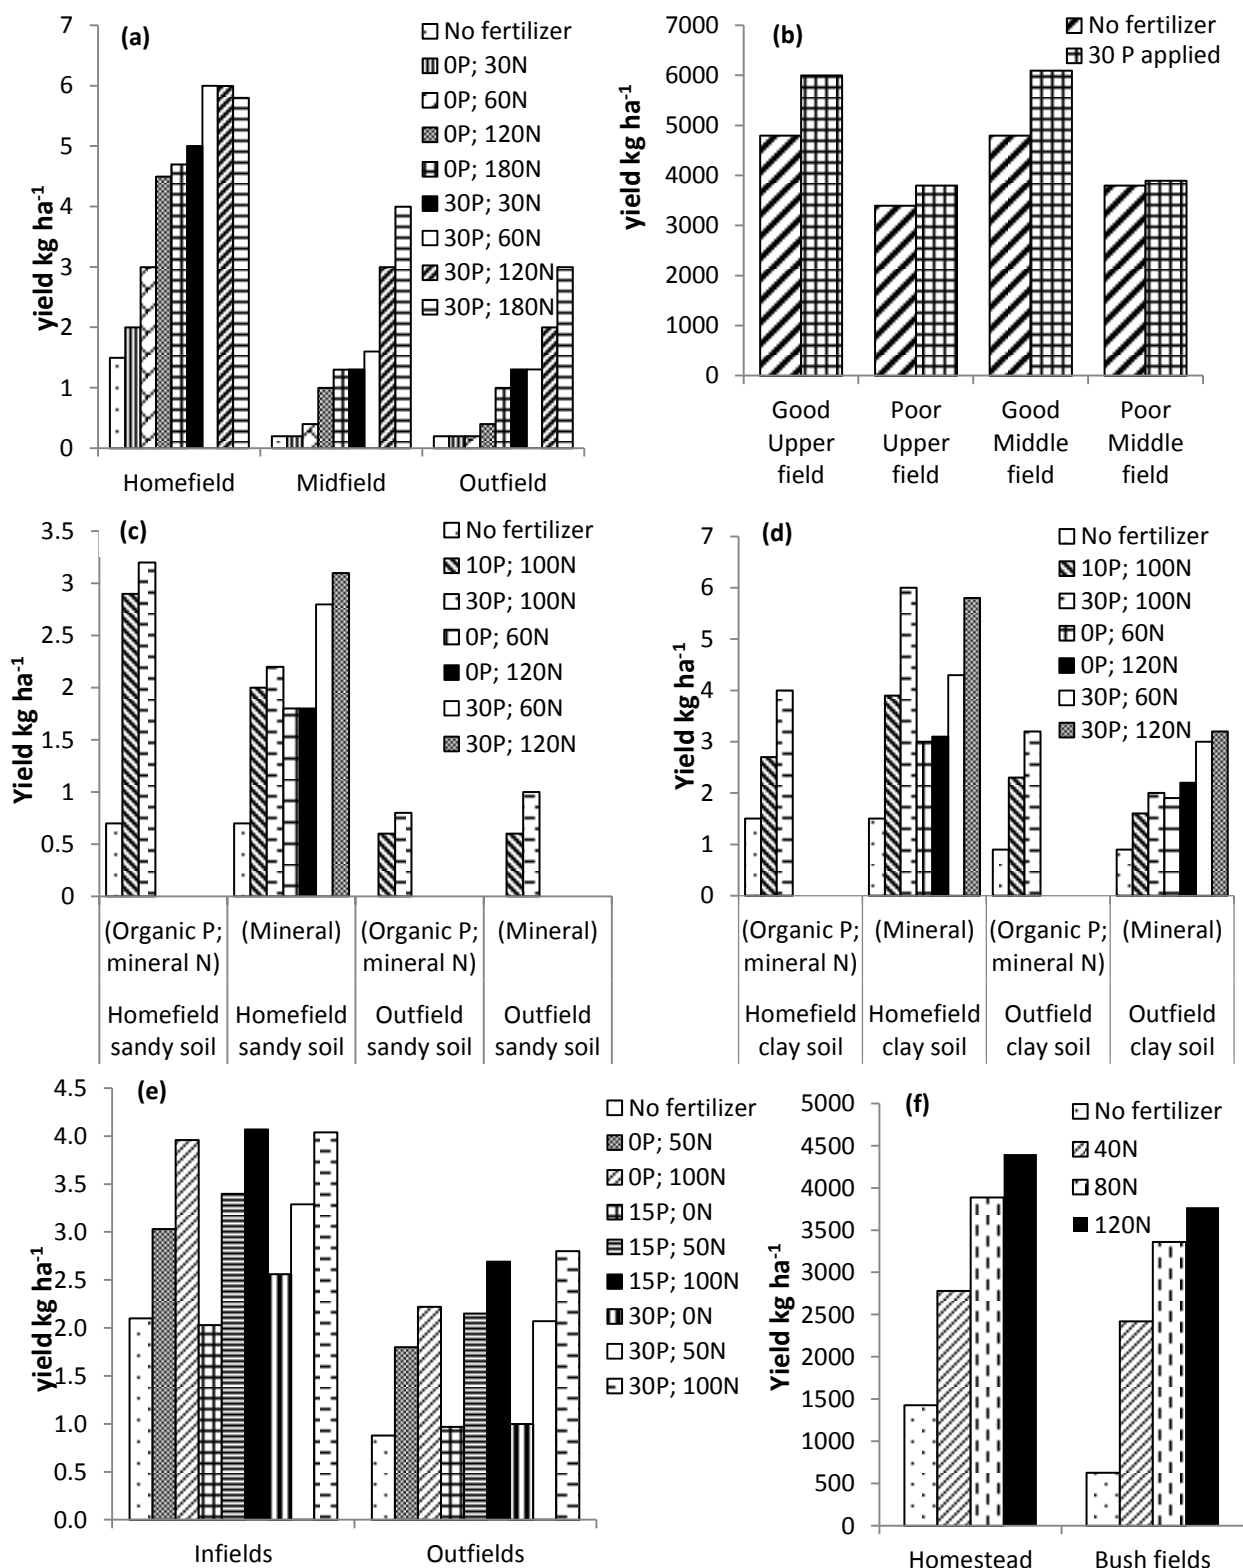 (a)
yield kg ha-1
7
6
5
4
3
2
1
0
No fertilizer
0P; 30N
0P; 60N
0P; 120N
0P; 180N
30P; 30N
30P; 60N
30P; 120N
30P; 180N
Homefield Midfield Outfield
(b)
yield kg ha-1
7000
6000
5000
4000
3000
2000
1000
0
No fertilizer
30 P applied
Good Poor Good Poor
Upper Upper Middle Middle
field field field field
(c)
Yield kg ha-1
3.5
3
2.5
2
1.5
1
0.5
0
No fertilizer
10P; 100N
30P; 100N
0P; 60N
0P; 120N
30P; 60N
30P; 120N
(Organic P; (Mineral) (Organic P; (Mineral)
mineral N) mineral N)
Homefield Homefield Outfield Outfield
sandy soil sandy soil sandy soil sandy soil
(d)
Yield kg ha-1
7
6
5
4
3
2
1
0
No fertilizer
10P; 100N
30P; 100N
0P; 60N
0P; 120N
30P; 60N
30P; 120N
(Organic P; (Mineral) (Organic P; (Mineral)
mineral N) mineral N)
Homefield Homefield Outfield Outfield
clay soil clay soil clay soil clay soil
(e)
yield kg ha-1
4.5
4.0
3.5
3.0
2.5
2.0
1.5
1.0
0.5
0.0
No fertilizer
0P; 50N
0P; 100N
15P; 0N
15P; 50N
15P; 100N
30P; 0N
30P; 50N
30P; 100N
Infields Outfields
(f)
Yield kg ha-1
5000
4500
4000
3500
3000
2500
2000
1500
1000
500
0
No fertilizer
40N
80N
120N
Homestead Bush fields